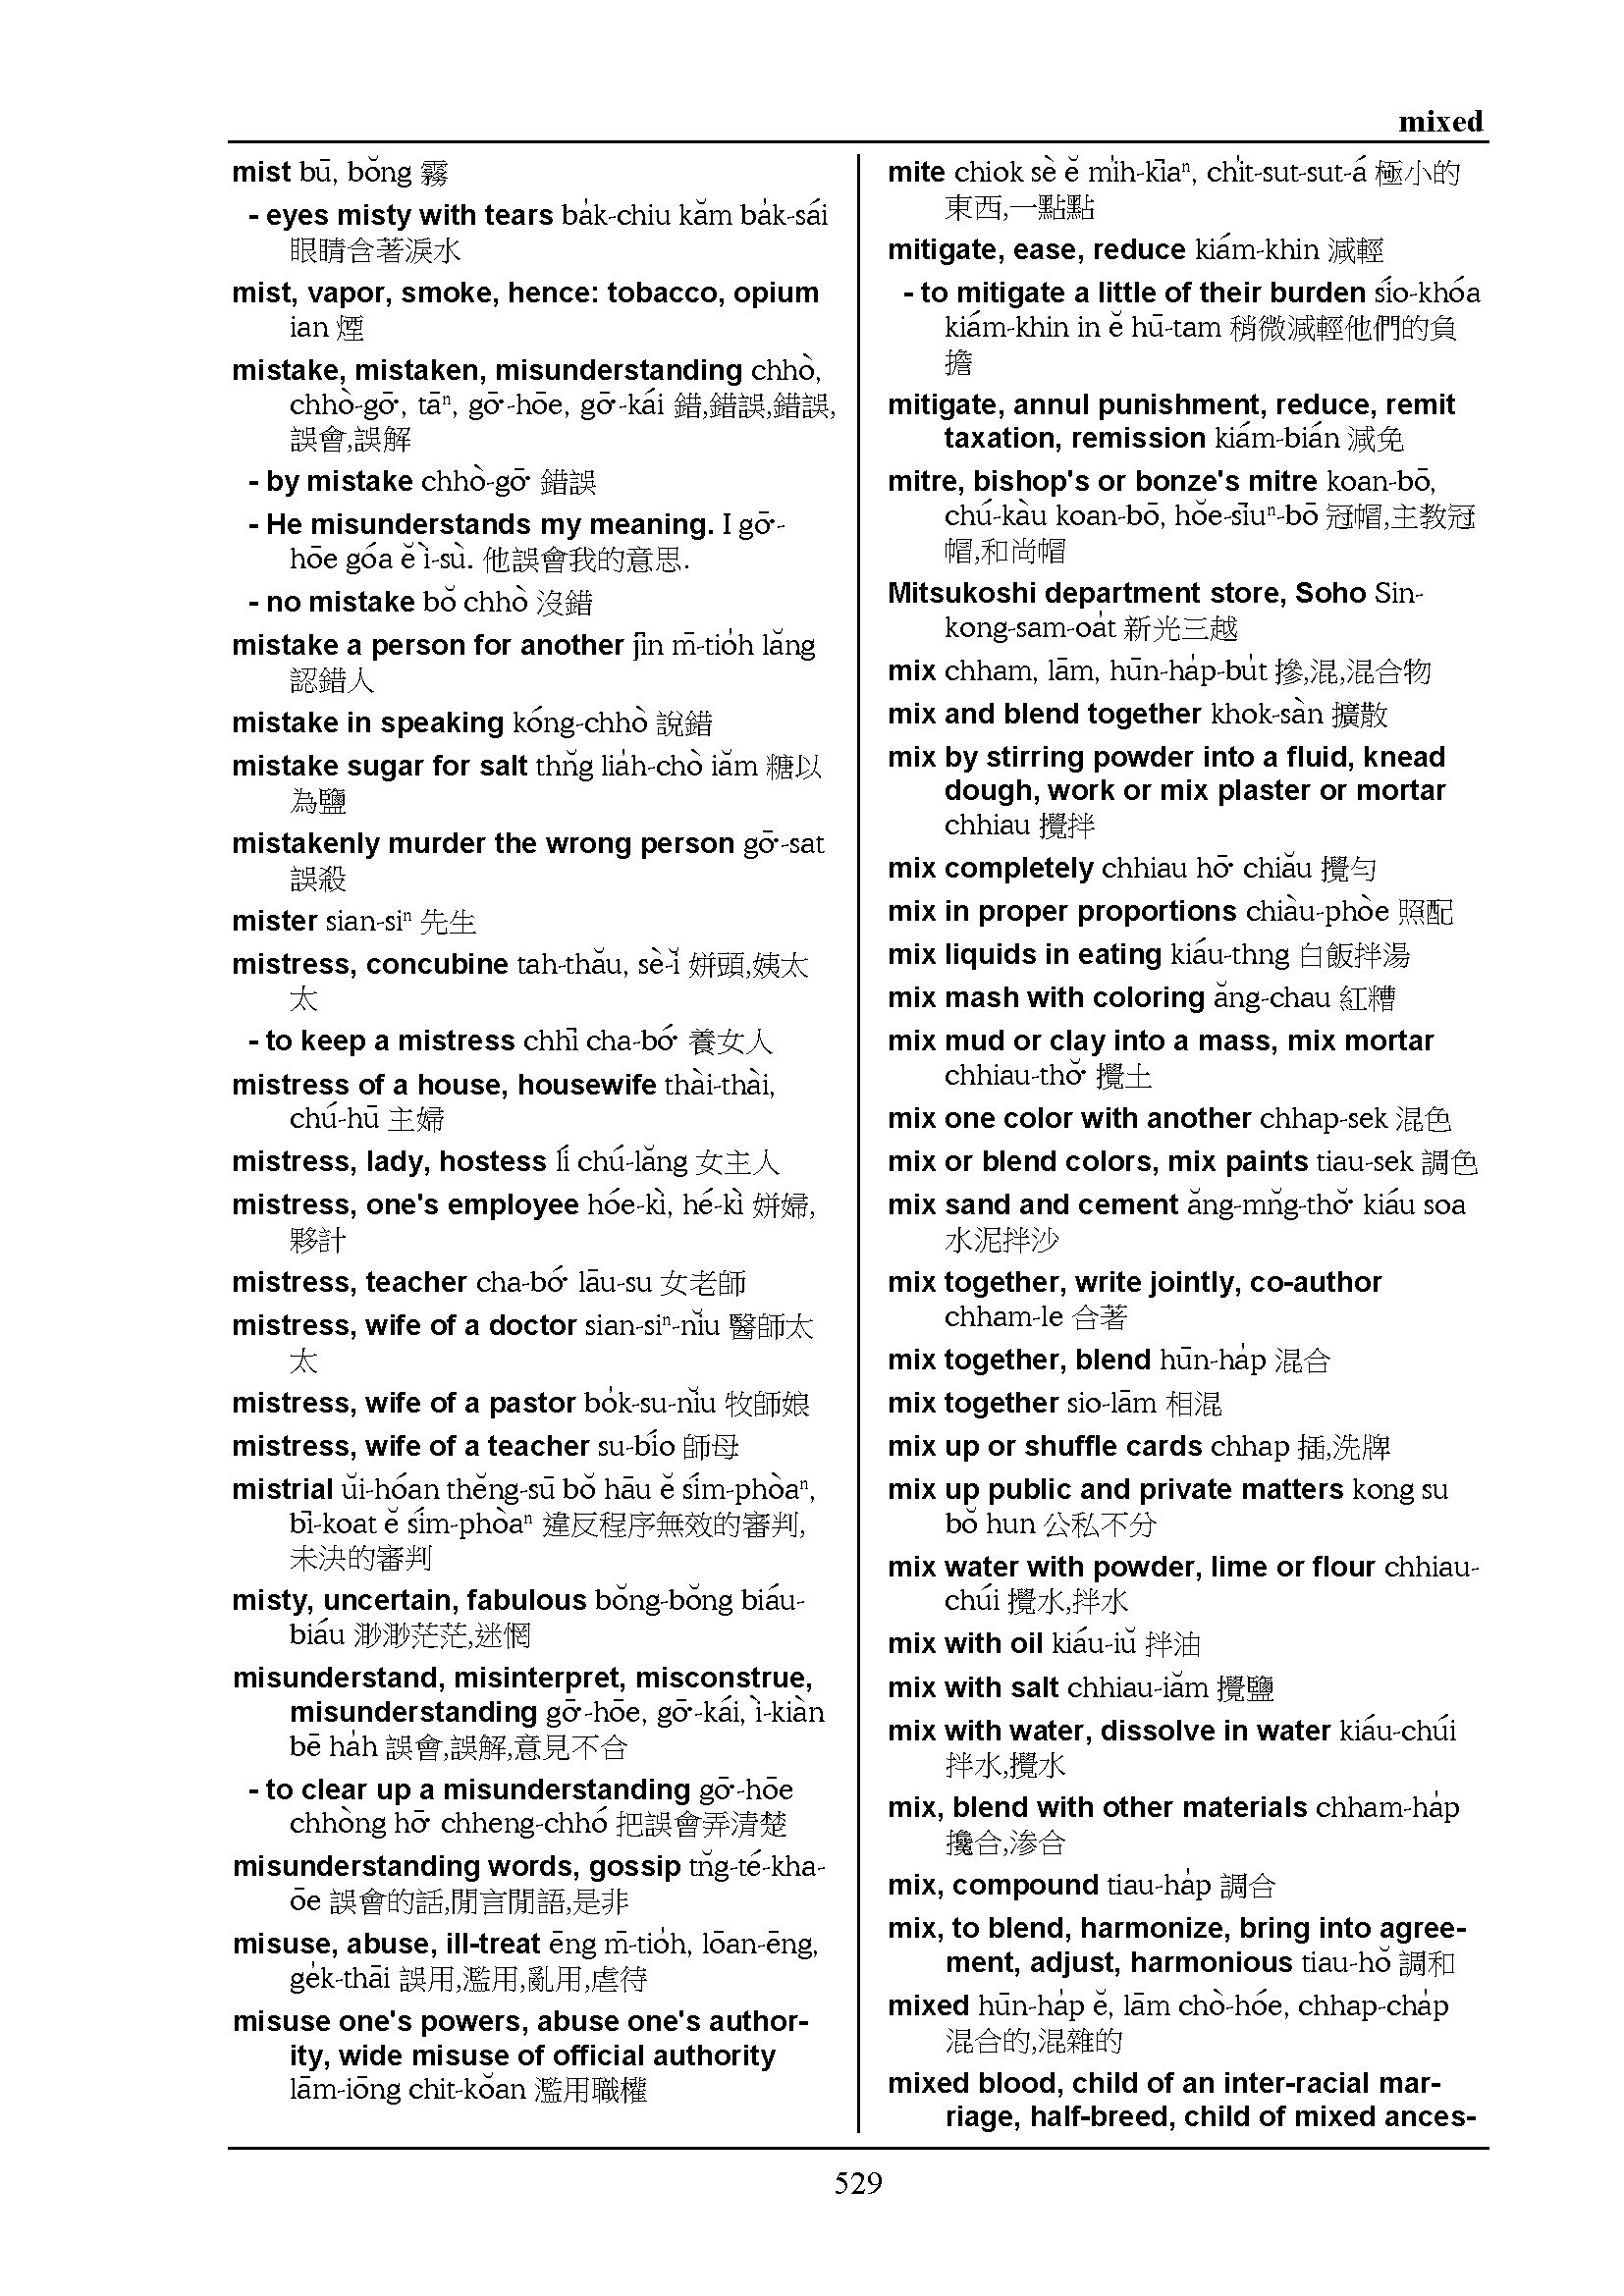 mixed
mist bū, bŏng 霧
- eyes misty with tears ba̍k-chiu kăm ba̍k-sái
眼睛含著淚水
mist, vapor, smoke, hence: tobacco, opium
ian 煙
mistake, mistaken, misunderstanding chhò,
chhò-gō͘, tāⁿ, gō͘-hōe, gō͘-kái 錯,錯誤,錯誤,
誤會,誤解
- by mistake chhò-gō͘ 錯誤
- He misunderstands my meaning. I gō͘-
hōe góa ĕ ì-sù. 他誤會我的意思.
- no mistake bŏ chhò 沒錯
mistake a person for another jīn m̄-tio̍h lăng
認錯人
mistake in speaking kóng-chhò 說錯
mistake sugar for salt thn̆g lia̍h-chò iăm 糖以
為鹽
mistakenly murder the wrong person gō͘-sat
誤殺
mister sian-siⁿ 先生
mistress, concubine tah-thău, sè-ĭ 姘頭,姨太
太
- to keep a mistress chhī cha-bó͘ 養女人
mistress of a house, housewife thài-thài,
chú-hū 主婦
mistress, lady, hostess lí chú-lăng 女主人
mistress, one's employee hóe-kì, hé-kì 姘婦,
夥計
mistress, teacher cha-bó͘ lāu-su 女老師
mistress, wife of a doctor sian-siⁿ-nĭu 醫師太
太
mistress, wife of a pastor bo̍k-su-nĭu 牧師娘
mistress, wife of a teacher su-bío 師母
mistrial ŭi-hóan thĕng-sū bŏ hāu ĕ sím-phòaⁿ,
bī-koat ĕ sím-phòaⁿ 違反程序無效的審判,
未決的審判
misty, uncertain, fabulous bŏng-bŏng biáu-
biáu 渺渺茫茫,迷惘
misunderstand, misinterpret, misconstrue,
misunderstanding gō͘-hōe, gō͘-kái, ì-kiàn
bē ha̍h 誤會,誤解,意見不合
- to clear up a misunderstanding gō͘-hōe
chhòng hō͘ chheng-chhó 把誤會弄清楚
misunderstanding words, gossip tn̆g-té-kha-
ōe 誤會的話,閒言閒語,是非
misuse, abuse, ill-treat ēng m̄-tio̍h, lōan-ēng,
ge̍k-thāi 誤用,濫用,亂用,虐待
misuse one's powers, abuse one's author-
ity, wide misuse of official authority
lām-iōng chit-kŏan 濫用職權
mite chiok sè ĕ mi̍h-kīaⁿ, chi̍t-sut-sut-á 極小的
東西,一點點
mitigate, ease, reduce kiám-khin 減輕
- to mitigate a little of their burden sío-khóa
kiám-khin in ĕ hū-tam 稍微減輕他們的負
擔
mitigate, annul punishment, reduce, remit
taxation, remission kiám-bián 減免
mitre, bishop's or bonze's mitre koan-bō,
chú-kàu koan-bō, hŏe-sīuⁿ-bō 冠帽,主教冠
帽,和尚帽
Mitsukoshi department store, Soho Sin-
kong-sam-oa̍t 新光三越
mix chham, lām, hūn-ha̍p-bu̍t 摻,混,混合物
mix and blend together khok-sàn 擴散
mix by stirring powder into a fluid, knead
dough, work or mix plaster or mortar
chhiau 攪拌
mix completely chhiau hō͘ chiău 攪勻
mix in proper proportions chiàu-phòe 照配
mix liquids in eating kiáu-thng 白飯拌湯
mix mash with coloring ăng-chau 紅糟
mix mud or clay into a mass, mix mortar
chhiau-thŏ͘ 攪土
mix one color with another chhap-sek 混色
mix or blend colors, mix paints tiau-sek 調色
mix sand and cement ăng-mn̆g-thŏ͘ kiáu soa
水泥拌沙
mix together, write jointly, co-author
chham-le 合著
mix together, blend hūn-ha̍p 混合
mix together sio-lām 相混
mix up or shuffle cards chhap 插,洗牌
mix up public and private matters kong su
bŏ hun 公私不分
mix water with powder, lime or flour chhiau-
chúi 攪水,拌水
mix with oil kiáu-iŭ 拌油
mix with salt chhiau-iăm 攪鹽
mix with water, dissolve in water kiáu-chúi
拌水,攪水
mix, blend with other materials chham-ha̍p
攙合,滲合
mix, compound tiau-ha̍p 調合
mix, to blend, harmonize, bring into agree-
ment, adjust, harmonious tiau-hŏ 調和
mixed hūn-ha̍p ĕ, lām chò-hóe, chhap-cha̍p
混合的,混雜的
mixed blood, child of an inter-racial mar-
riage, half-breed, child of mixed ances-
529